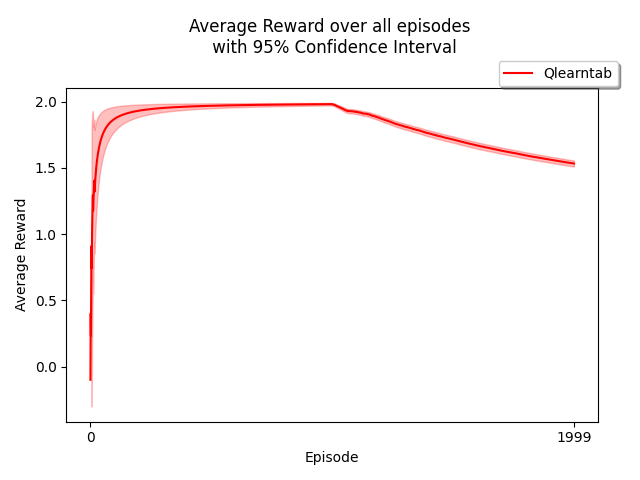 Average Reward over all episodes
with 95% Confidence Interval
Qlearntab
2.0
1.5
1.0
0.5
0.0
Average Reward
0
1999
Episode